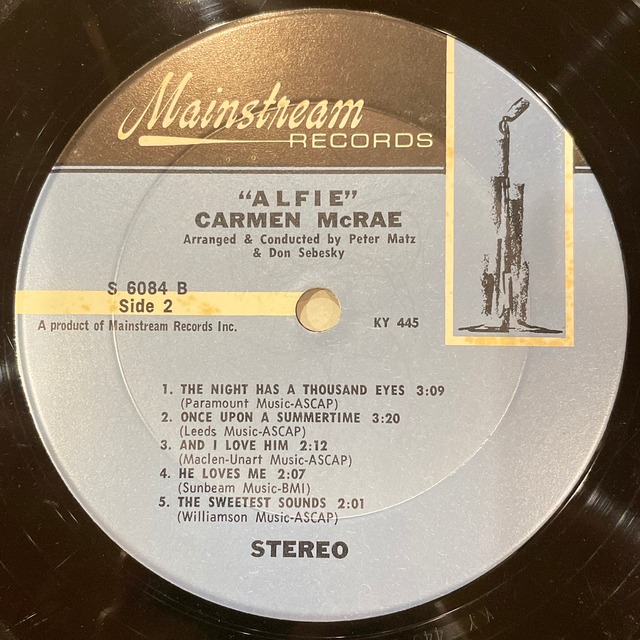 Mainstream
RECORDS
"ALFIE"
CARMEN McRAE
Arranged & Conducted by Peter Matz
& Don Sebesky
S 6084 B
Side 2
A product of Mainstream Records Inc.
KY 445
1. THE NIGHT HAS A THOUSAND EYES 3:09
(Paramount Music-ASCAP)
2. ONCE UPON A SUMMERTIME 3:20
(Leeds Music-ASCAP)
3. AND I LOVE HIM 2:12
(Maclen-Unart Music-ASCAP)
4. HE LOVES ME 2:07
(Sunbeam Music-BMI)
5. THE SWEETEST SOUNDS 2:01
(Williamson Music-ASCAP)
STEREO
KY 445